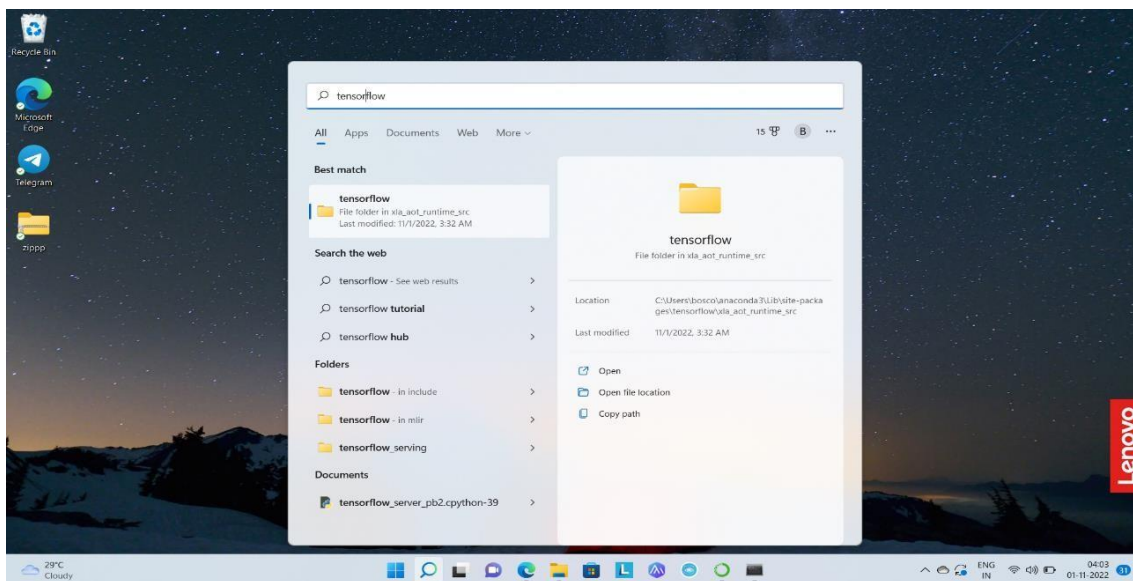 Recycle Bin
Microsoft
Edge
Telegram
zippp
tensorflow
All Apps Documents Web More
15 B ...
Best match
tensorflow
File folder in xla_aot_runtime_src
Last modified: 11/1/2022, 3:32 AM
Search the web
tensorflow - See web results
tensorflow tutorial
tensorflow hub
Folders
tensorflow - in include
tensorflow - in mlir
tensorflow_serving
Documents
tensorflow_server_pb2.cpython-39
tensorflow
File folder in xla_aot_runtime_src
Location C:\Users\bosco\anaconda3\Lib\site-packa
ges\tensorflow\xla_aot_runtime_src
Last modified 11/1/2022, 3:32 AM
Open
Open file location
Copy path
Lenovo
29°C
Cloudy
L
ENG
IN
04:03
01-11-2022
31